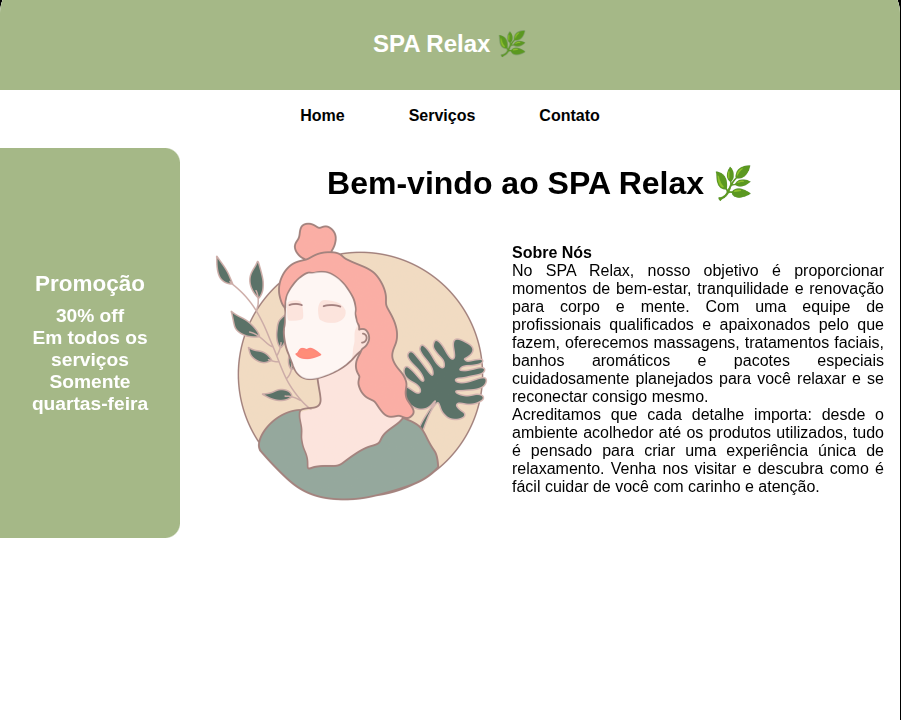 SPA Relax 🌿
Home Serviços Contato
Promoção
30% off
Em todos os
serviços
Somente
quartas-feira
Bem-vindo ao SPA Relax 🌿
Sobre Nós
No SPA Relax, nosso objetivo é proporcionar
momentos de bem-estar, tranquilidade e renovação
para corpo e mente. Com uma equipe de
profissionais qualificados e apaixonados pelo que
fazem, oferecemos massagens, tratamentos faciais,
banhos aromáticos e pacotes especiais
cuidadosamente planejados para você relaxar e se
reconectar consigo mesmo.
Acreditamos que cada detalhe importa: desde o
ambiente acolhedor até os produtos utilizados, tudo
é pensado para criar uma experiência única de
relaxamento. Venha nos visitar e descubra como é
fácil cuidar de você com carinho e atenção.